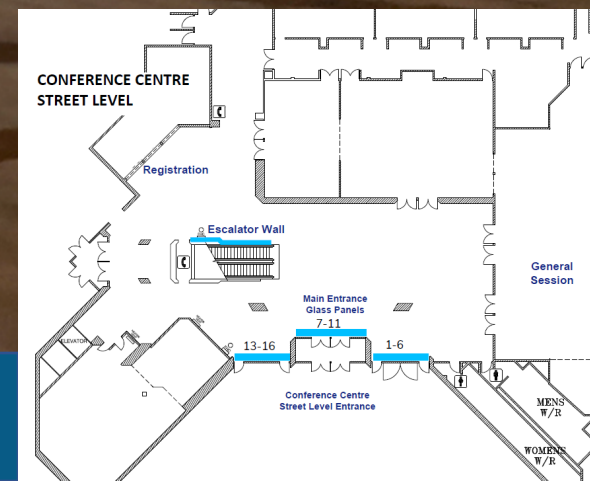 CONFERENCE CENTRE
STREET LEVEL
Registration
Escalator Wall
General
Session
Main Entrance
Glass Panels
7-11
13-16
1-6
ELEVATOR
Conference Centre
Street Level Entrance
MENS
W/R
WOMENS
W/R